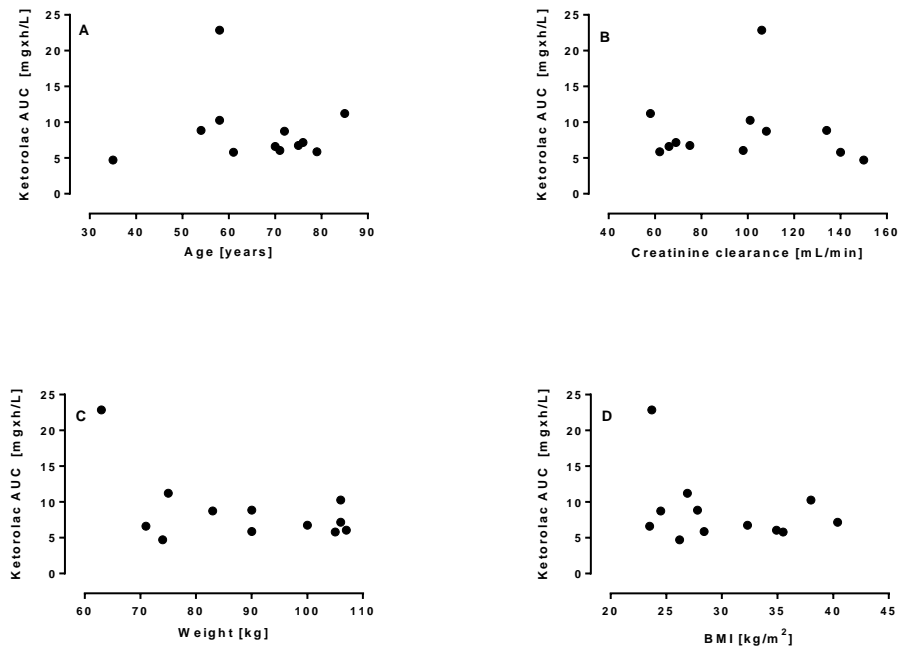 A
Ketorolac AUC [mgxh/L]
25
20
15
10
5
0
30 40 50 60 70 80 90
Age [years]
B
Ketorolac AUC [mgxh/L]
25
20
15
10
5
0
40 60 80 100 120 140 160
Creatinine clearance [mL/min]
C
Ketorolac AUC [mgxh/L]
25
20
15
10
5
0
60 70 80 90 100 110
Weight [kg]
D
Ketorolac AUC [mgxh/L]
25
20
15
10
5
0
20 25 30 35 40 45
BMI [kg/m²]